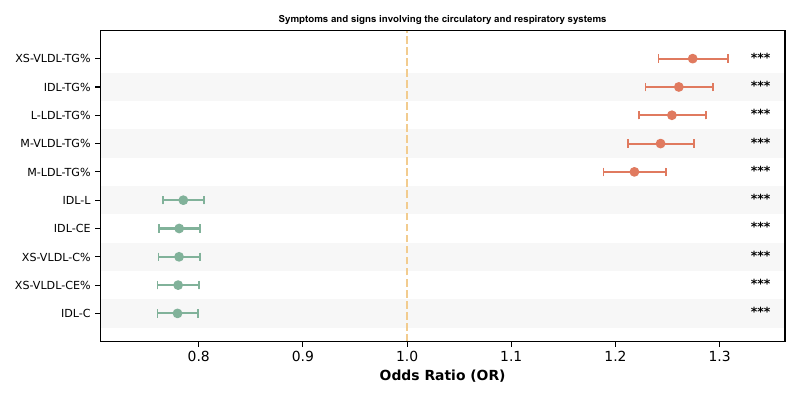 Symptoms and signs involving the circulatory and respiratory systems
XS-VLDL-TG% ***
IDL-TG% ***
L-LDL-TG% ***
M-VLDL-TG% ***
M-LDL-TG% ***
IDL-L ***
IDL-CE ***
XS-VLDL-C% ***
XS-VLDL-CE% ***
IDL-C ***
0.8 0.9 1.0 1.1 1.2 1.3
Odds Ratio (OR)